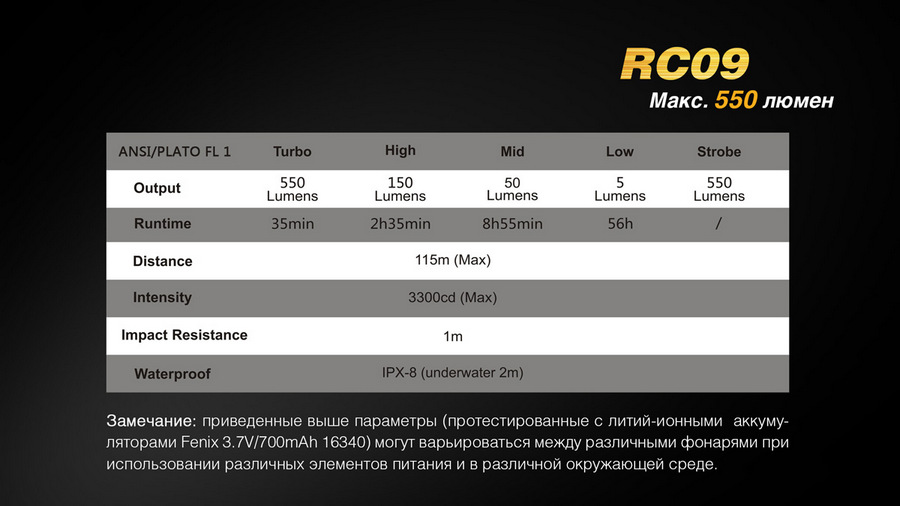 RC09
Макс. 550 люмен
ANSI/PLATO FL 1 Turbo High Mid Low Strobe
Output 550 Lumens 150 Lumens 50 Lumens 5 Lumens 550 Lumens
Runtime 35min 2h35min 8h55min 56h /
Distance 115m (Max)
Intensity 3300cd (Max)
Impact Resistance 1m
Waterproof IPX-8 (underwater 2m)
Замечание: приведенные выше параметры (протестированные с литий-ионными аккуму-
ляторами Fenix 3.7V/700mAh 16340) могут варьироваться между различными фонарями при
использовании различных элементов питания и в различной окружающей среде.